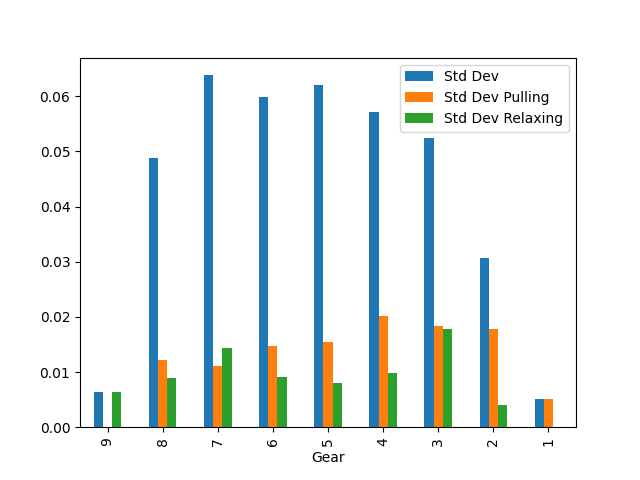 Std Dev
Std Dev Pulling
Std Dev Relaxing
0.06
0.05
0.04
0.03
0.02
0.01
0.00
9 8 7 6 5 4 3 2 1
Gear